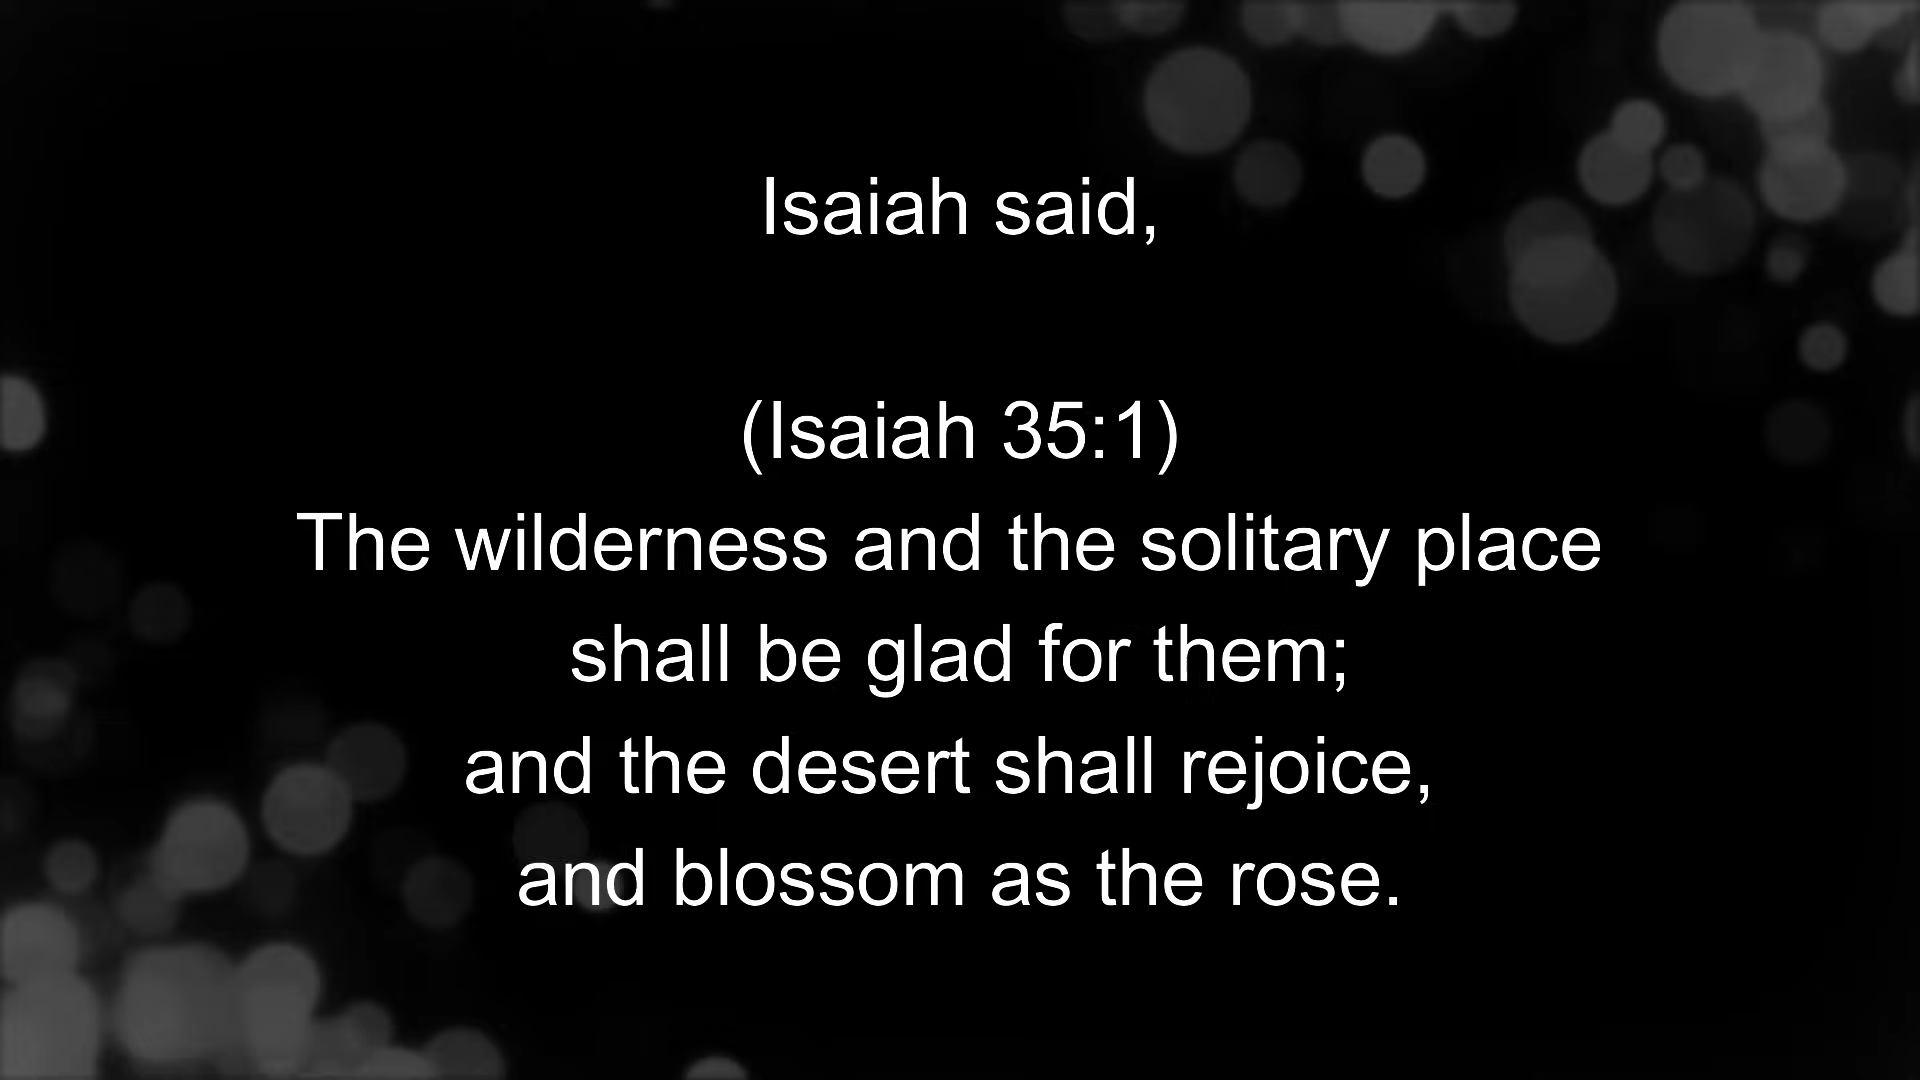 Isaiah said,
(Isaiah 35:1)
The wilderness and the solitary place
shall be glad for them;
and the desert shall rejoice,
and blossom as the rose.